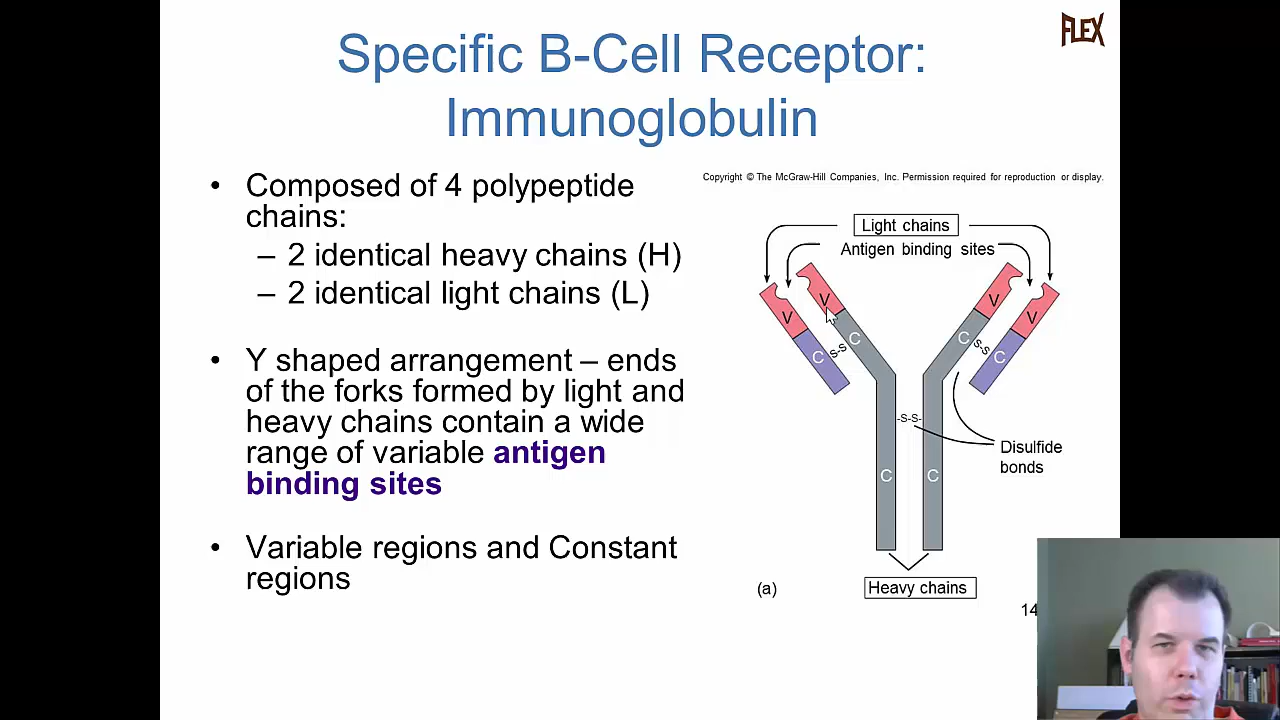 FLEX
Specific B-Cell Receptor:
Immunoglobulin
• Composed of 4 polypeptide
chains:
– 2 identical heavy chains (H)
– 2 identical light chains (L)
• Y shaped arrangement – ends
of the forks formed by light and
heavy chains contain a wide
range of variable antigen
binding sites
• Variable regions and Constant
regions
Copyright © The McGraw-Hill Companies, Inc. Permission required for reproduction or display.
Light chains
Antigen binding sites
V
V
V
V
C
S-S
C
C
S-S
C
-S-S-
Disulfide
bonds
C
C
Heavy chains
(a)
14